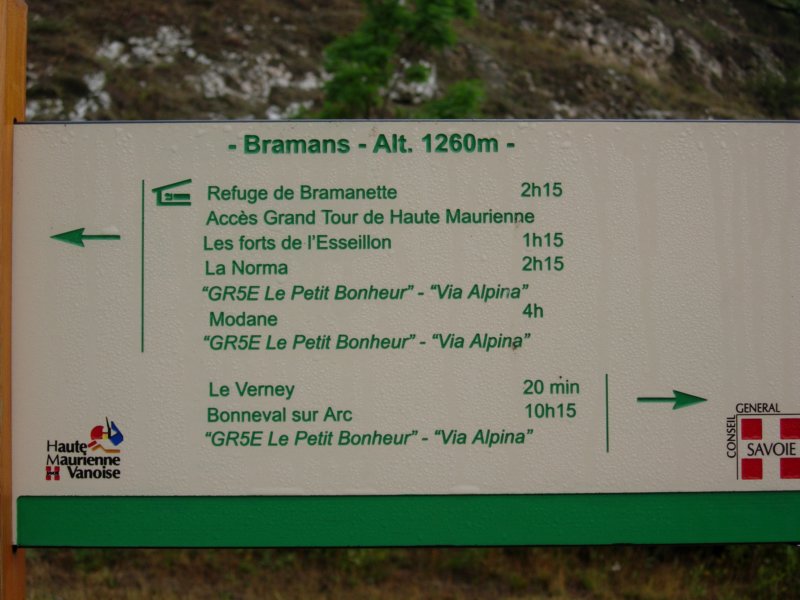 - Bramans - Alt. 1260m -
Refuge de Bramanette 2h15
Accès Grand Tour de Haute Maurienne
Les forts de l'Esseillon 1h15
La Norma 2h15
"GR5E Le Petit Bonheur" - "Via Alpina"
Modane 4h
"GR5E Le Petit Bonheur" - "Via Alpina"
Le Verney 20 min
Bonneval sur Arc 10h15
"GR5E Le Petit Bonheur" - "Via Alpina"
Haute
Maurienne
Vanoise
CONSEIL GENERAL
SAVOIE